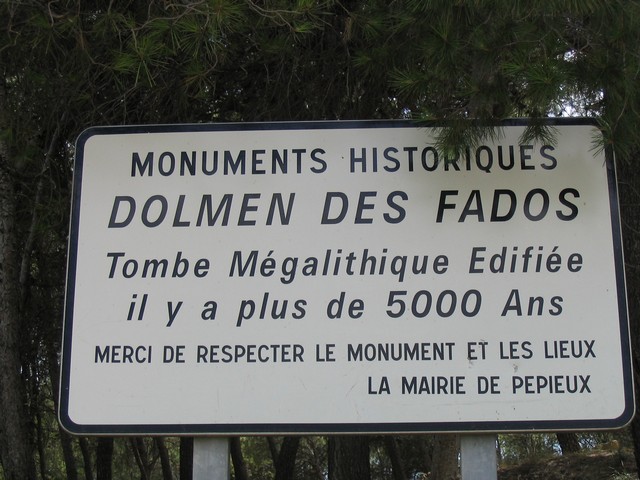 MONUMENTS HISTORIQUES
DOLMEN DES FADOS
Tombe Mégalithique Edifiée
il y a plus de 5000 Ans
MERCI DE RESPECTER LE MONUMENT ET LES LIEUX
LA MAIRIE DE PEPIEUX